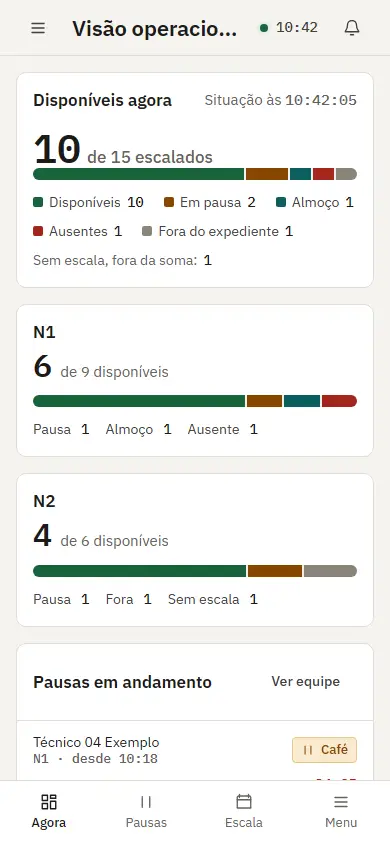 Visão operacio... 10:42
Disponíveis agora Situação às 10:42:05
10 de 15 escalados
Disponíveis 10 Em pausa 2 Almoço 1
Ausentes 1 Fora do expediente 1
Sem escala, fora da soma: 1
N1
6 de 9 disponíveis
Pausa 1 Almoço 1 Ausente 1
N2
4 de 6 disponíveis
Pausa 1 Fora 1 Sem escala 1
Pausas em andamento Ver equipe
Técnico 04 Exemplo
N1 · desde 10:18 Café
Agora Pausas Escala Menu